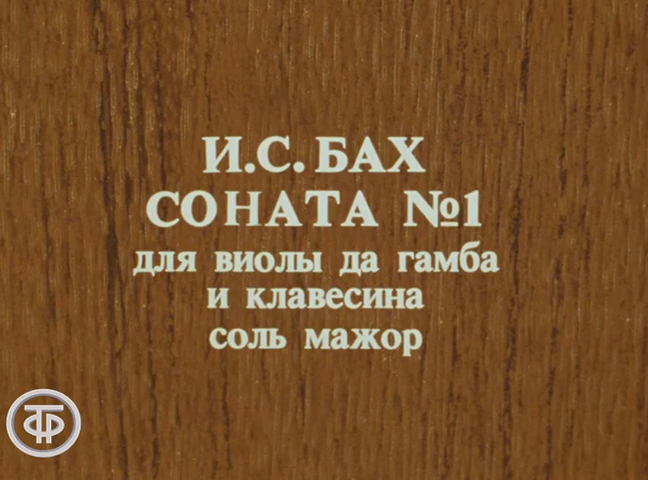 И.С.БАХ
СОНАТА №1
для виолы да гамба
и клавесина
соль мажор